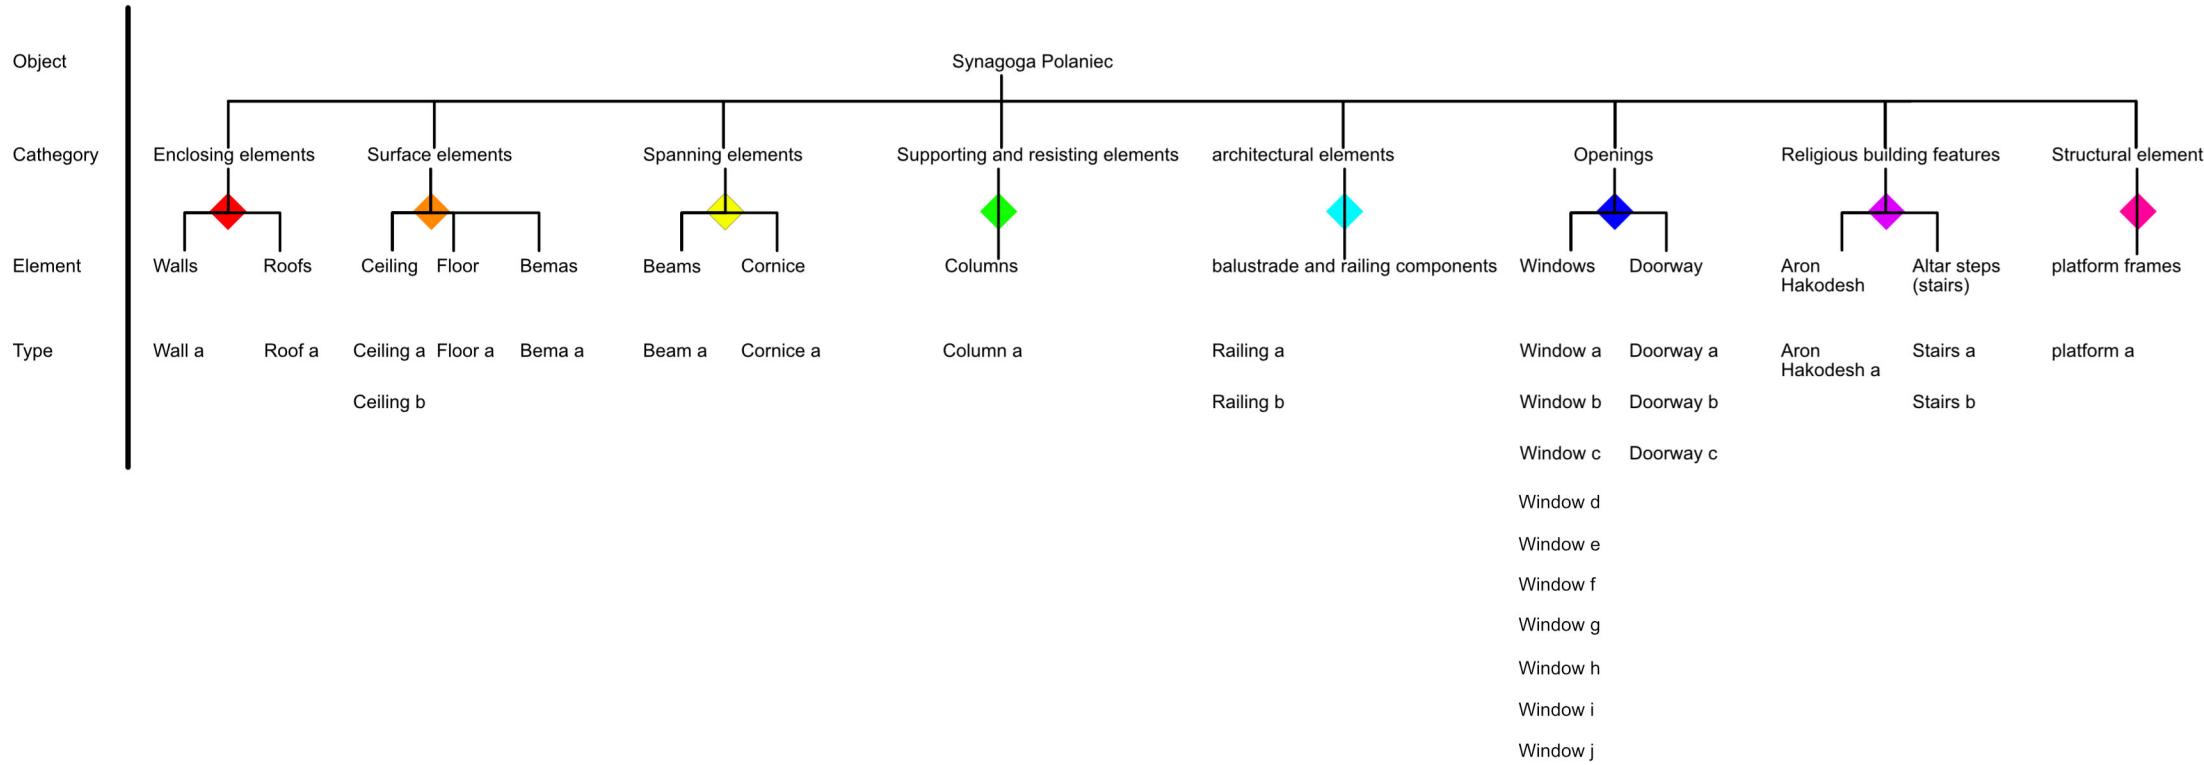 Object
Synagoga Polaniec
Cathegory
Enclosing elements
Surface elements
Spanning elements
Supporting and resisting elements
architectural elements
Openings
Religious building features
Structural element
Element
Walls
Roofs
Ceiling
Floor
Bemas
Beams
Cornice
Columns
balustrade and railing components
Windows
Doorway
Aron
Hakodesh
Altar steps
(stairs)
platform frames
Type
Wall a
Roof a
Ceiling a
Floor a
Bema a
Beam a
Cornice a
Column a
Railing a
Window a
Doorway a
Aron
Hakodesh a
Stairs a
platform a
Ceiling b
Railing b
Window b
Doorway b
Stairs b
Window c
Doorway c
Window d
Window e
Window f
Window g
Window h
Window i
Window j